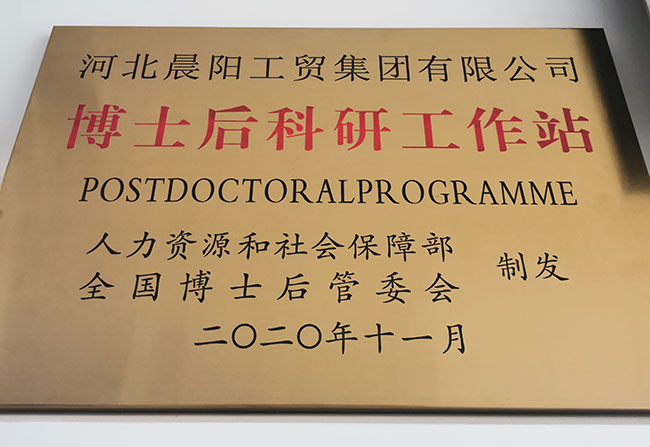 河北晨阳工贸集团有限公司
博士后科研工作站
POSTDOCTORALPROGRAMME
人力资源和社会保障部
全国博士后管委会 制发
二〇二〇年十一月